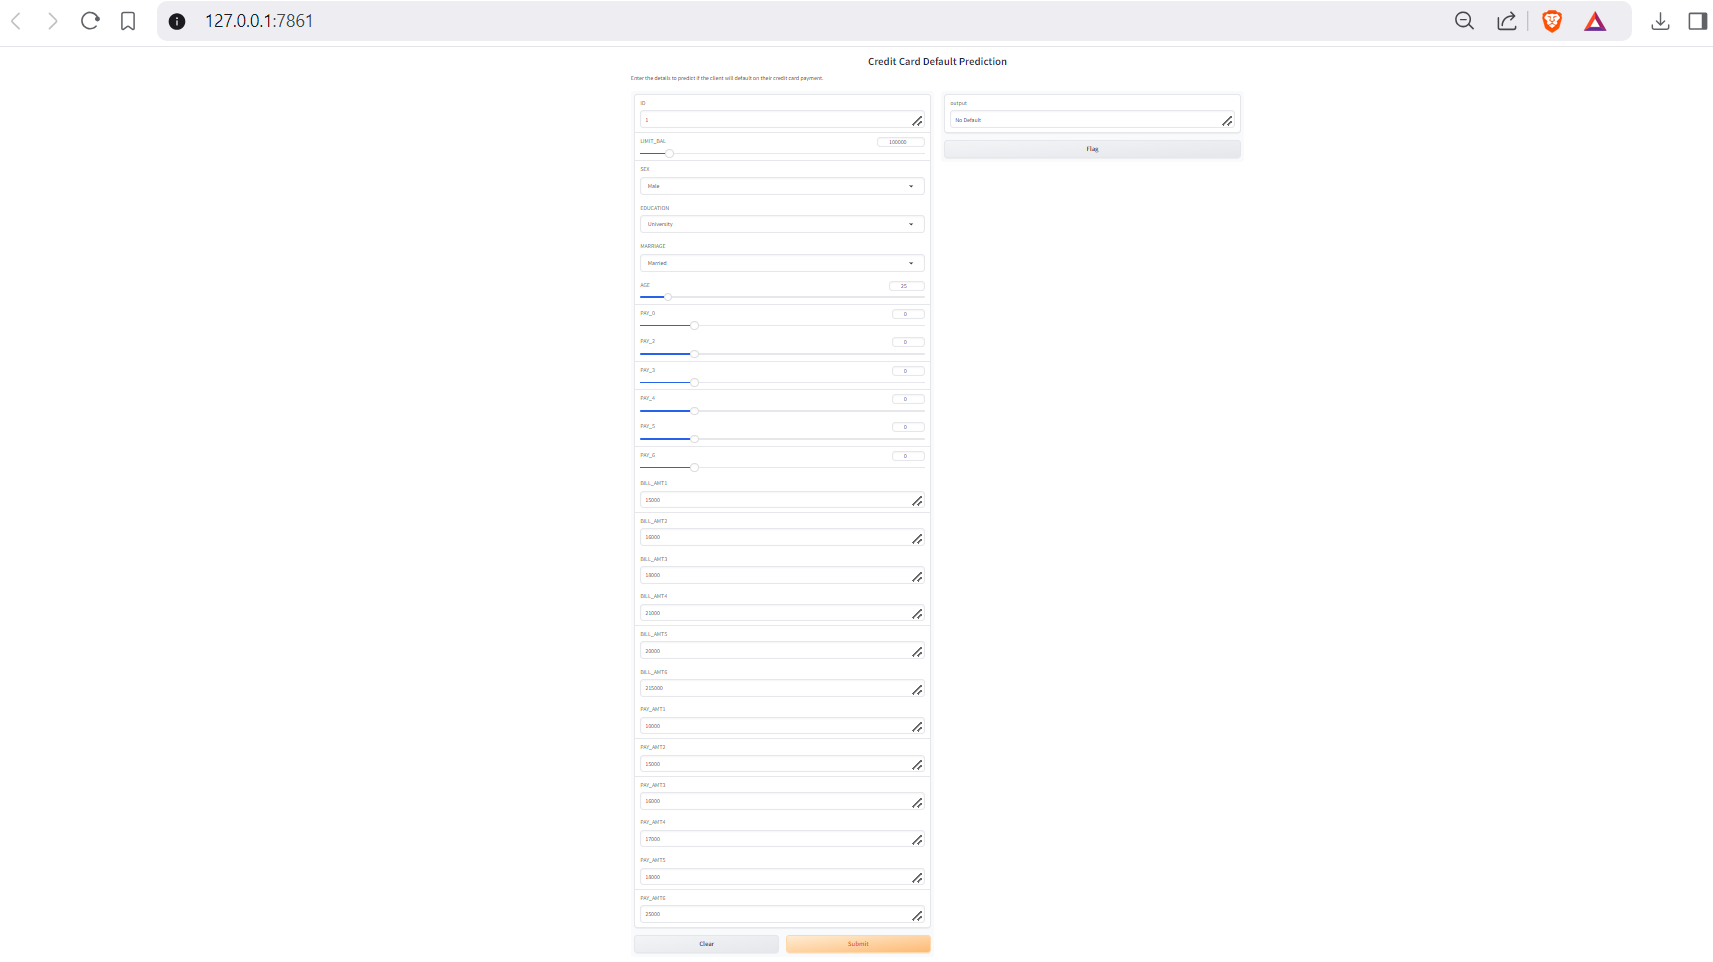 127.0.0.1:7861
Credit Card Default Prediction
Enter the details to predict if the client will default on their credit card payment.
ID
1
LIMIT_BAL
100000
SEX
Male
EDUCATION
University
MARRIAGE
Married
AGE
25
PAY_0
0
PAY_2
0
PAY_3
0
PAY_4
0
PAY_5
0
PAY_6
0
BILL_AMT1
15000
BILL_AMT2
16000
BILL_AMT3
18000
BILL_AMT4
BILL_AMT5
BILL_AMT6
PAY_AMT1
10000
PAY_AMT2
15000
PAY_AMT3
16000
PAY_AMT4
17000
PAY_AMT5
18000
PAY_AMT6
25000
Clear
Submit
output
No Default
Flag